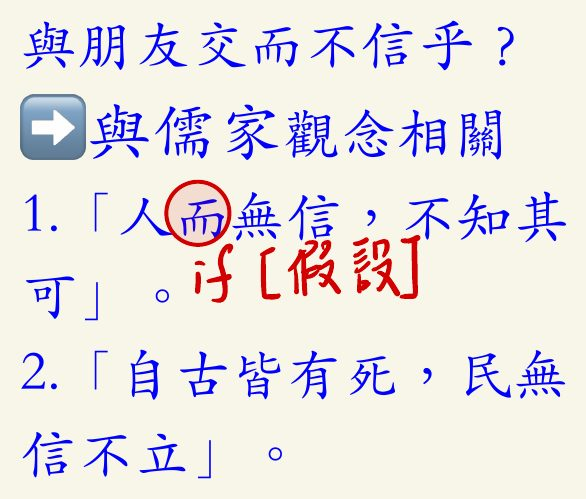 與朋友交而不信乎？
➡與儒家觀念相關
1.「人而無信，不知其
可」。
if [假設]
2.「自古皆有死，民無
信不立」。